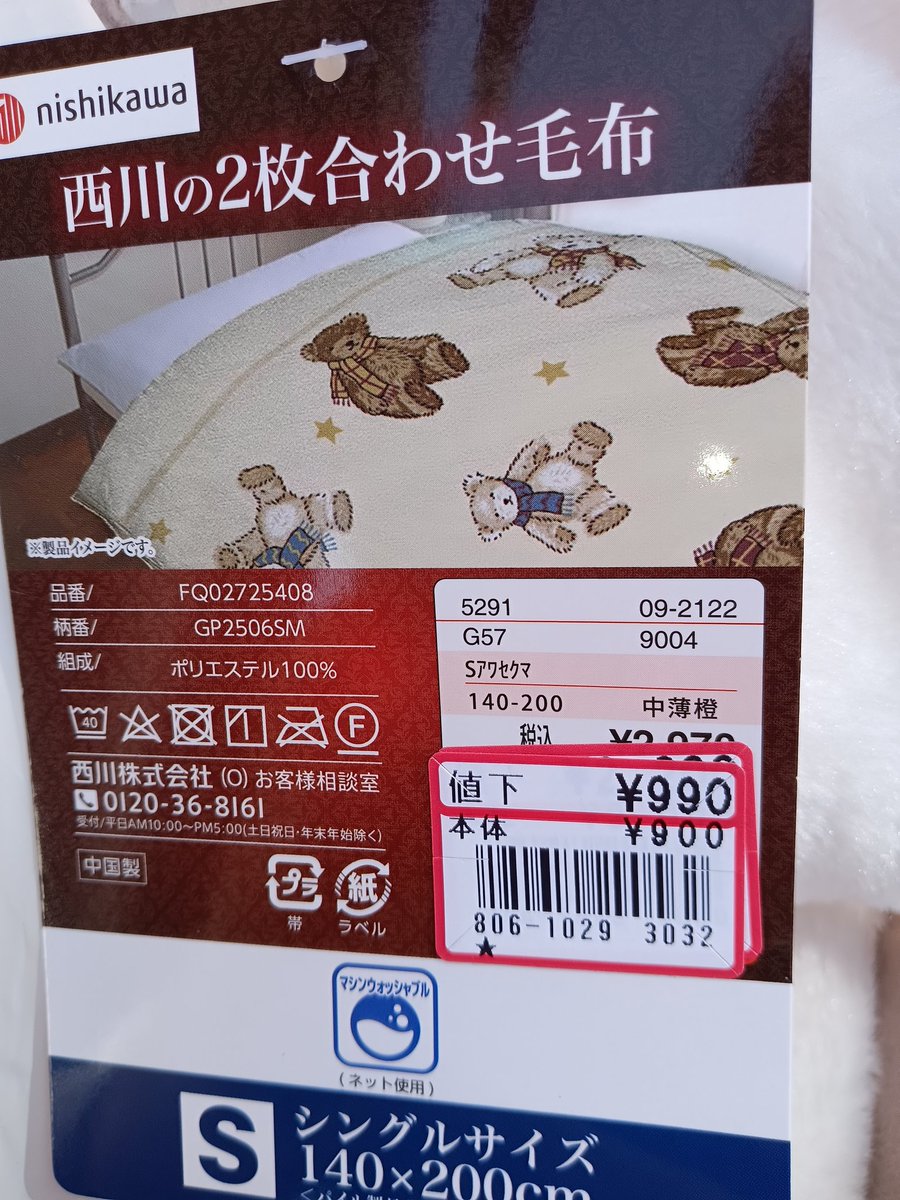 nishikawa
西川の2枚合わせ毛布
※製品イメージです。
品番/ FQ02725408
柄番/ GP2506SM
組成/ ポリエステル100%
40
F
西川株式会社 (O) お客様相談室
0120-36-8161
受付/平日AM10:00〜PM5:00(土日祝日・年末年始除く)
中国製
プラ
帯
紙
ラベル
5291 09-2122
G57 9004
Sアワセクマ
140-200 中薄橙
税込
値下 ¥990
本体 ¥900
806-1029 3032
★
マシンウォッシャブル
(ネット使用)
S シングルサイズ
140×200cm